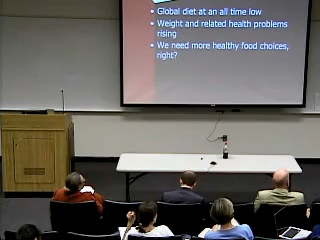 • Global diet at an all time low
• Weight and related health problems
rising
• We need more healthy food choices,
right?